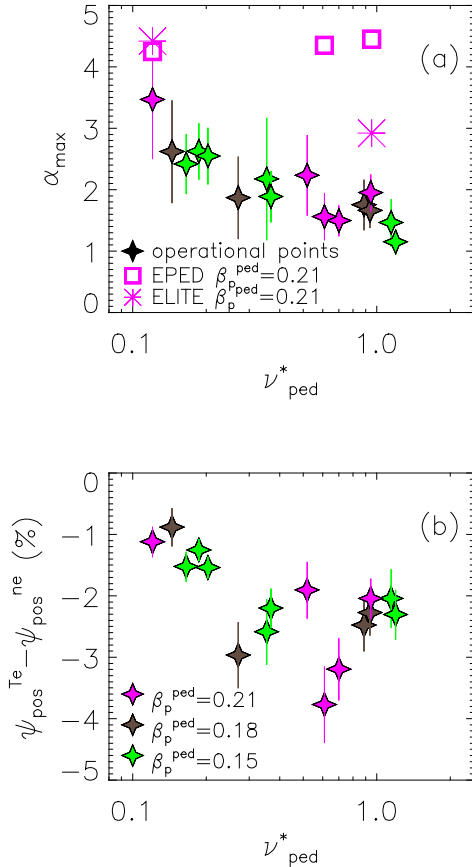 5
(a)
4
3
α_max
2
1
operational points
EPED β_p^ped=0.21
ELITE β_p^ped=0.21
0
0.1 1.0
ν*_ped
0
(b)
−1
−2
ψ_pos^Te−ψ_pos^ne (%)
−3
β_p^ped=0.21
−4
β_p^ped=0.18
β_p^ped=0.15
−5
0.1 1.0
ν*_ped